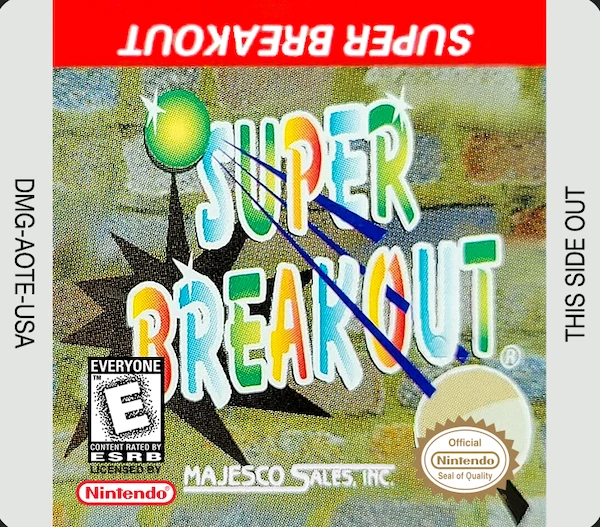 SUPER BREAKOUT
SUPER
BREAKOUT
®
DMG-AOTE-USA
THIS SIDE OUT
EVERYONE
TM
E
CONTENT RATED BY
ESRB
LICENSED BY
Nintendo®
MAJESCO SALES, INC.
Official
Nintendo
Seal of Quality